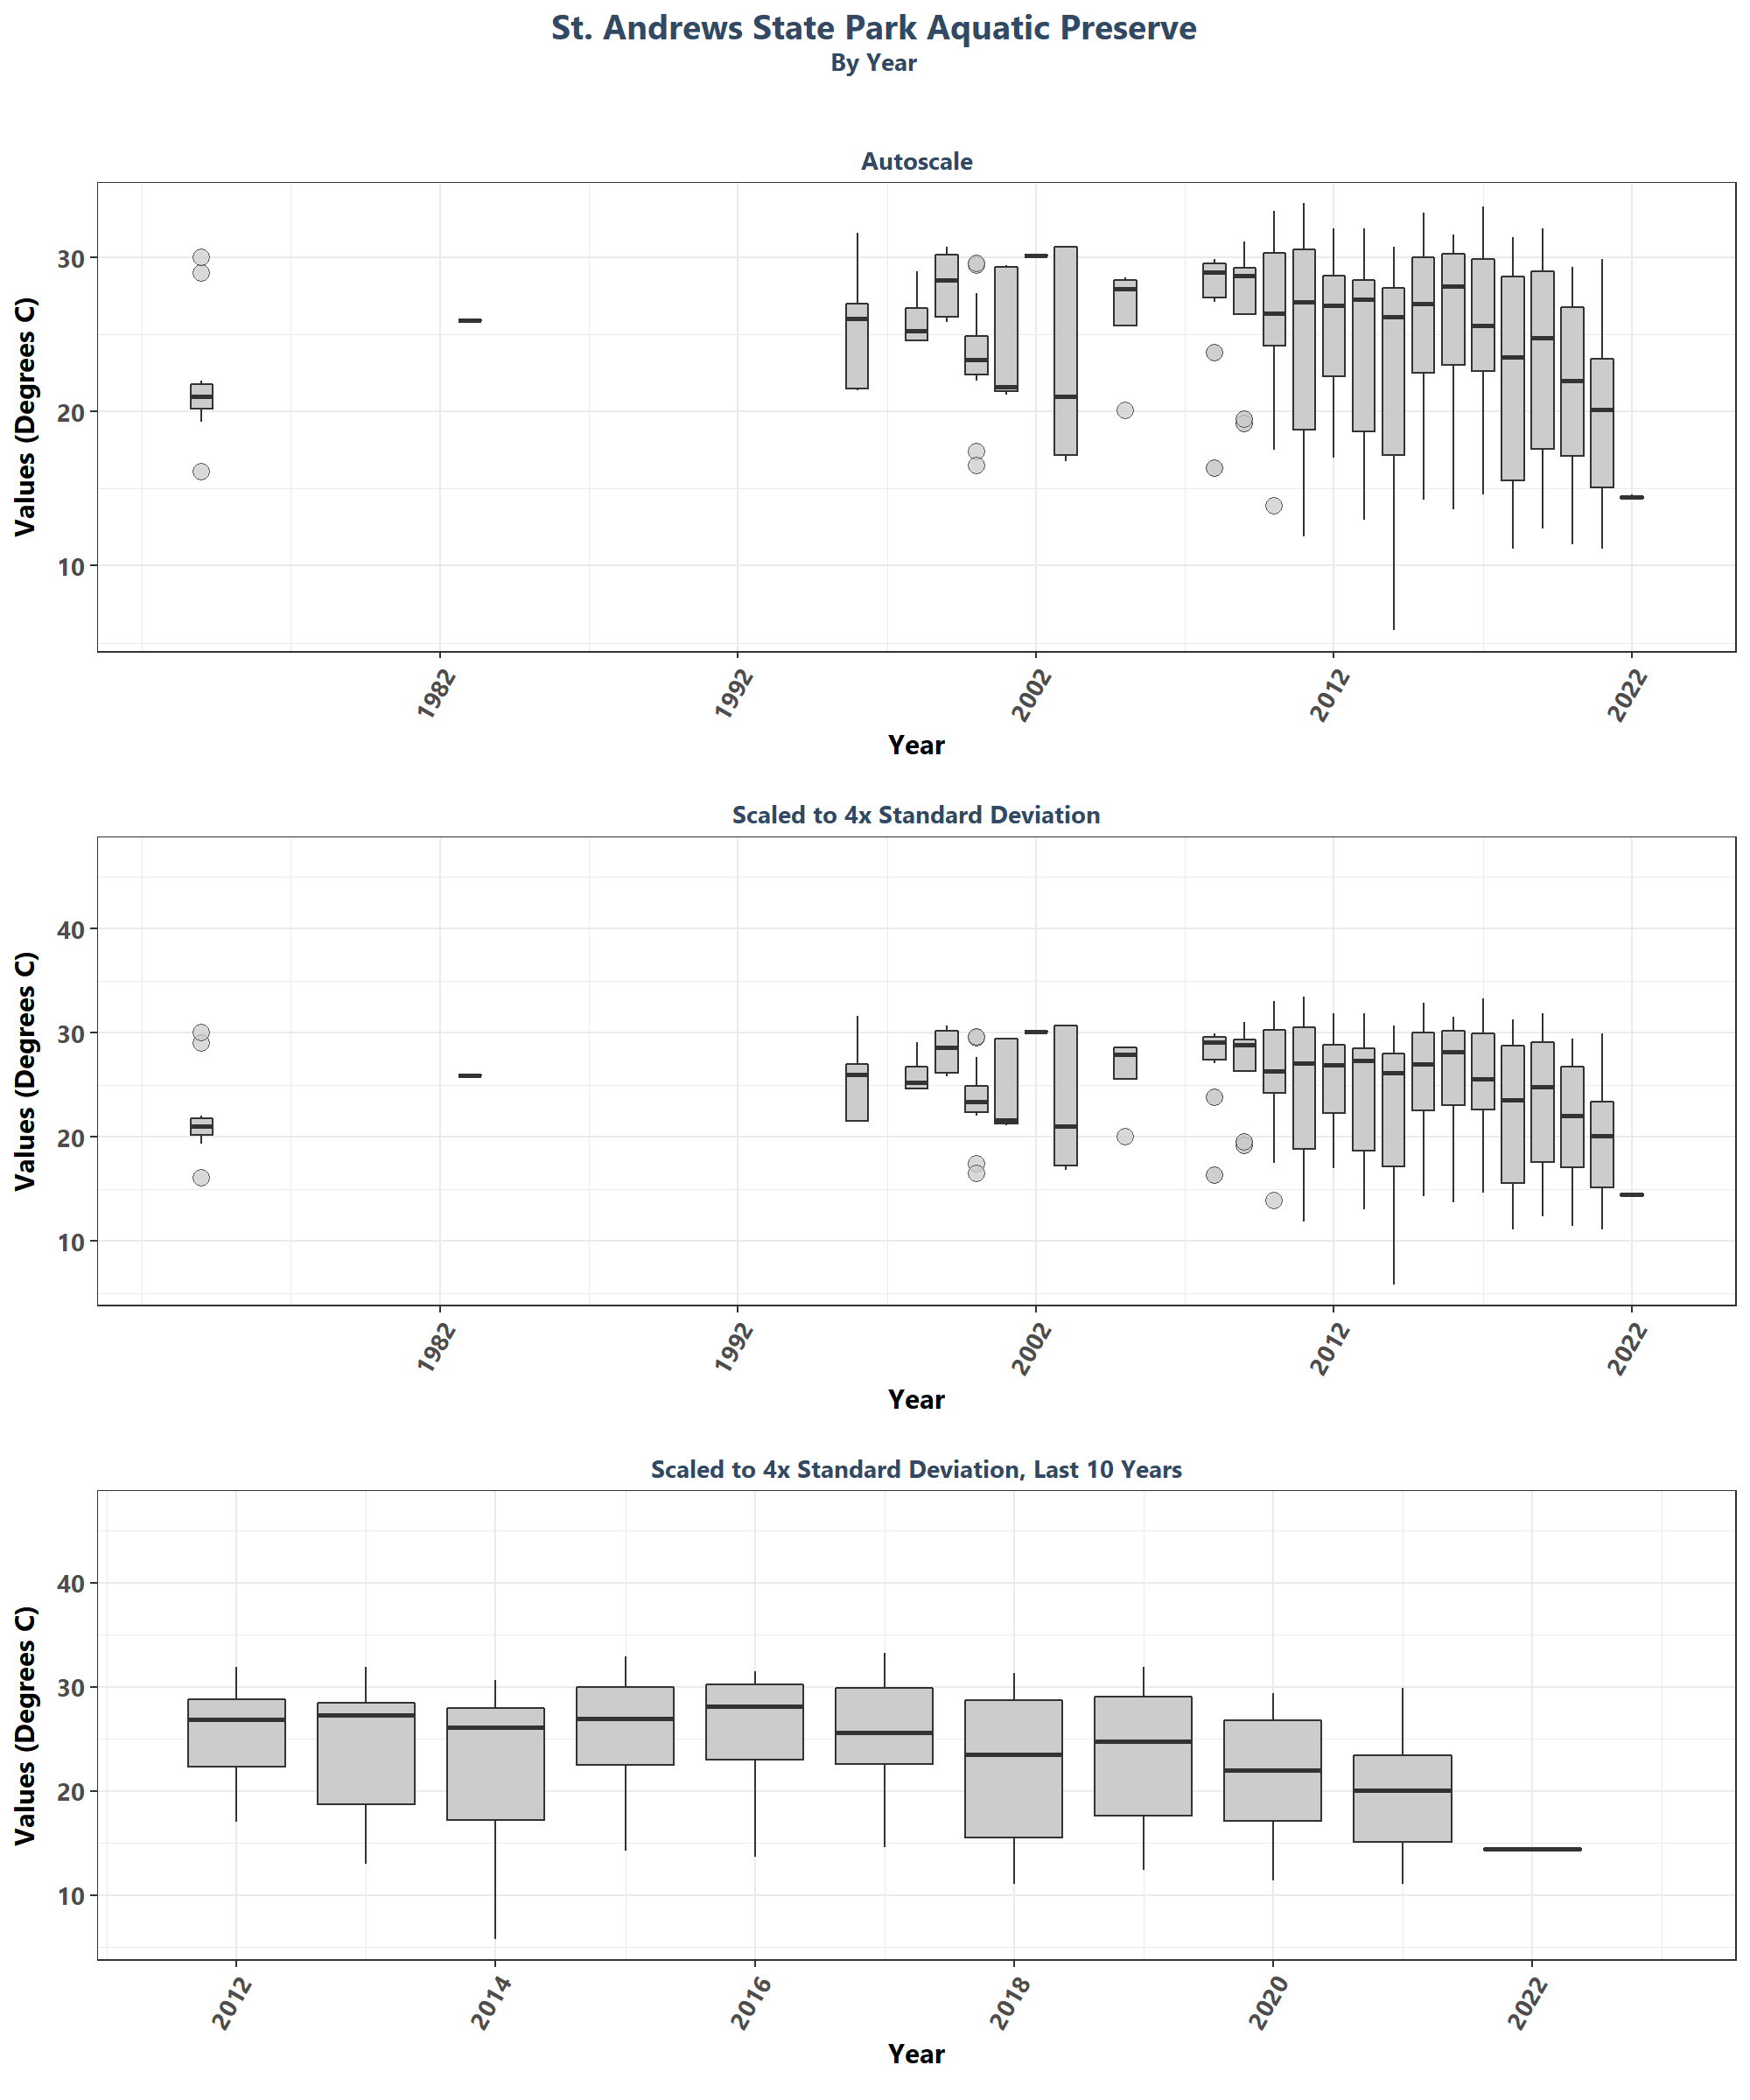 St. Andrews State Park Aquatic Preserve
By Year
Autoscale
Values (Degrees C)
30
20
10
1982
1992
2002
2012
2022
Year
Scaled to 4x Standard Deviation
Values (Degrees C)
40
30
20
10
1982
1992
2002
2012
2022
Year
Scaled to 4x Standard Deviation, Last 10 Years
Values (Degrees C)
40
30
20
10
2012
2014
2016
2018
2020
2022
Year